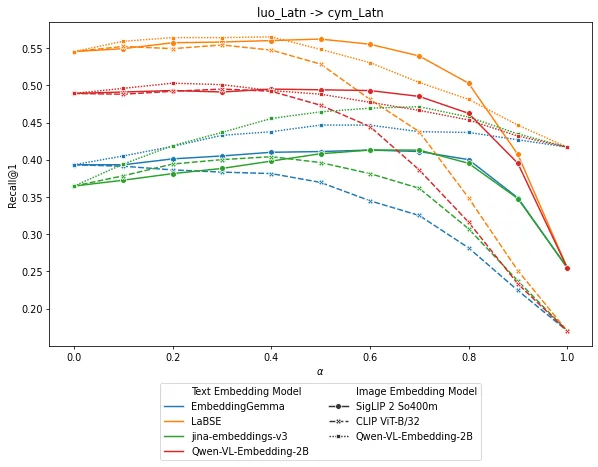 luo_Latn -> cym_Latn
Recall@1
0.55
0.50
0.45
0.40
0.35
0.30
0.25
0.20
0.0 0.2 0.4 0.6 0.8 1.0
α
Text Embedding Model
EmbeddingGemma
LaBSE
jina-embeddings-v3
Qwen-VL-Embedding-2B
Image Embedding Model
SigLIP 2 So400m
CLIP ViT-B/32
Qwen-VL-Embedding-2B